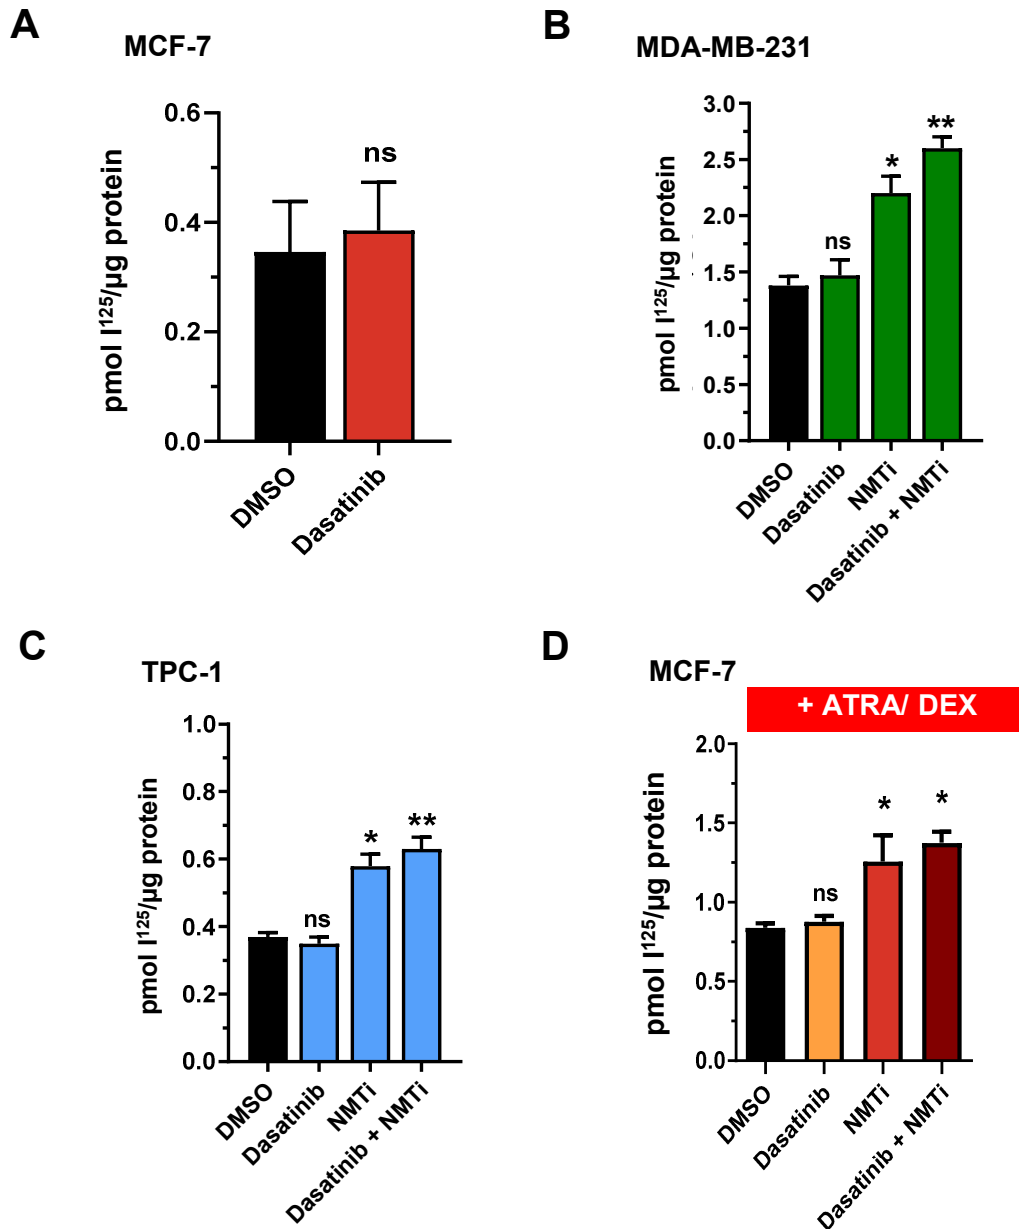 A
MCF-7
pmol I¹²⁵/µg protein
0.6
0.4
0.2
0.0
ns
DMSO
Dasatinib
B
MDA-MB-231
pmol I¹²⁵/µg protein
3.0
2.5
2.0
1.5
1.0
0.5
0.0
ns
*
**
DMSO
Dasatinib
NMTi
Dasatinib + NMTi
C
TPC-1
pmol I¹²⁵/µg protein
1.0
0.8
0.6
0.4
0.2
0.0
ns
*
**
DMSO
Dasatinib
NMTi
Dasatinib + NMTi
D
MCF-7
+ ATRA/ DEX
pmol I¹²⁵/µg protein
2.0
1.5
1.0
0.5
0.0
ns
*
*
DMSO
Dasatinib
NMTi
Dasatinib + NMTi